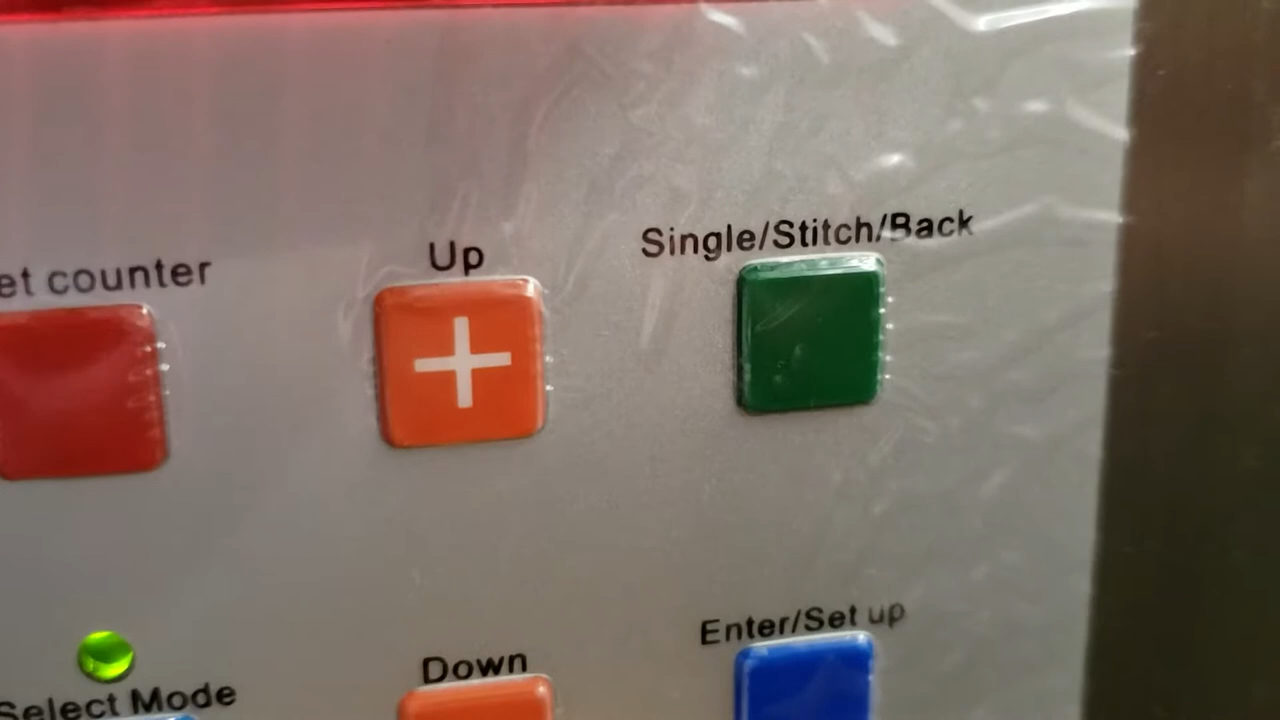 et counter
Up
Single/Stitch/Back
Select Mode
Down
Enter/Set up